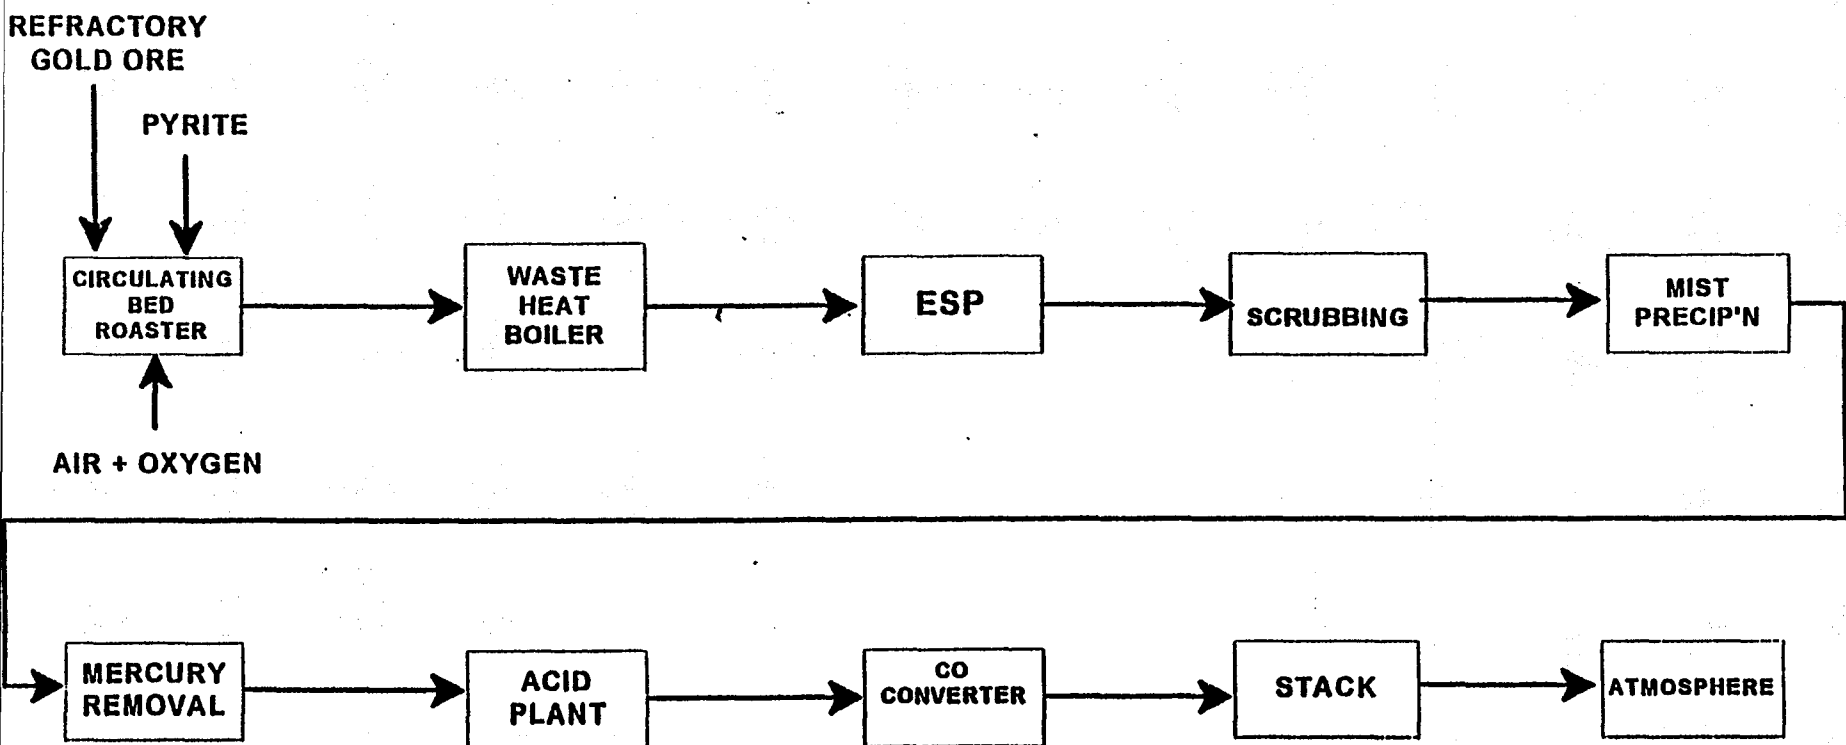 REFRACTORY
GOLD ORE
PYRITE
CIRCULATING
BED
ROASTER
WASTE
HEAT
BOILER
ESP
SCRUBBING
MIST
PRECIP'N
AIR + OXYGEN
MERCURY
REMOVAL
ACID
PLANT
CO
CONVERTER
STACK
ATMOSPHERE